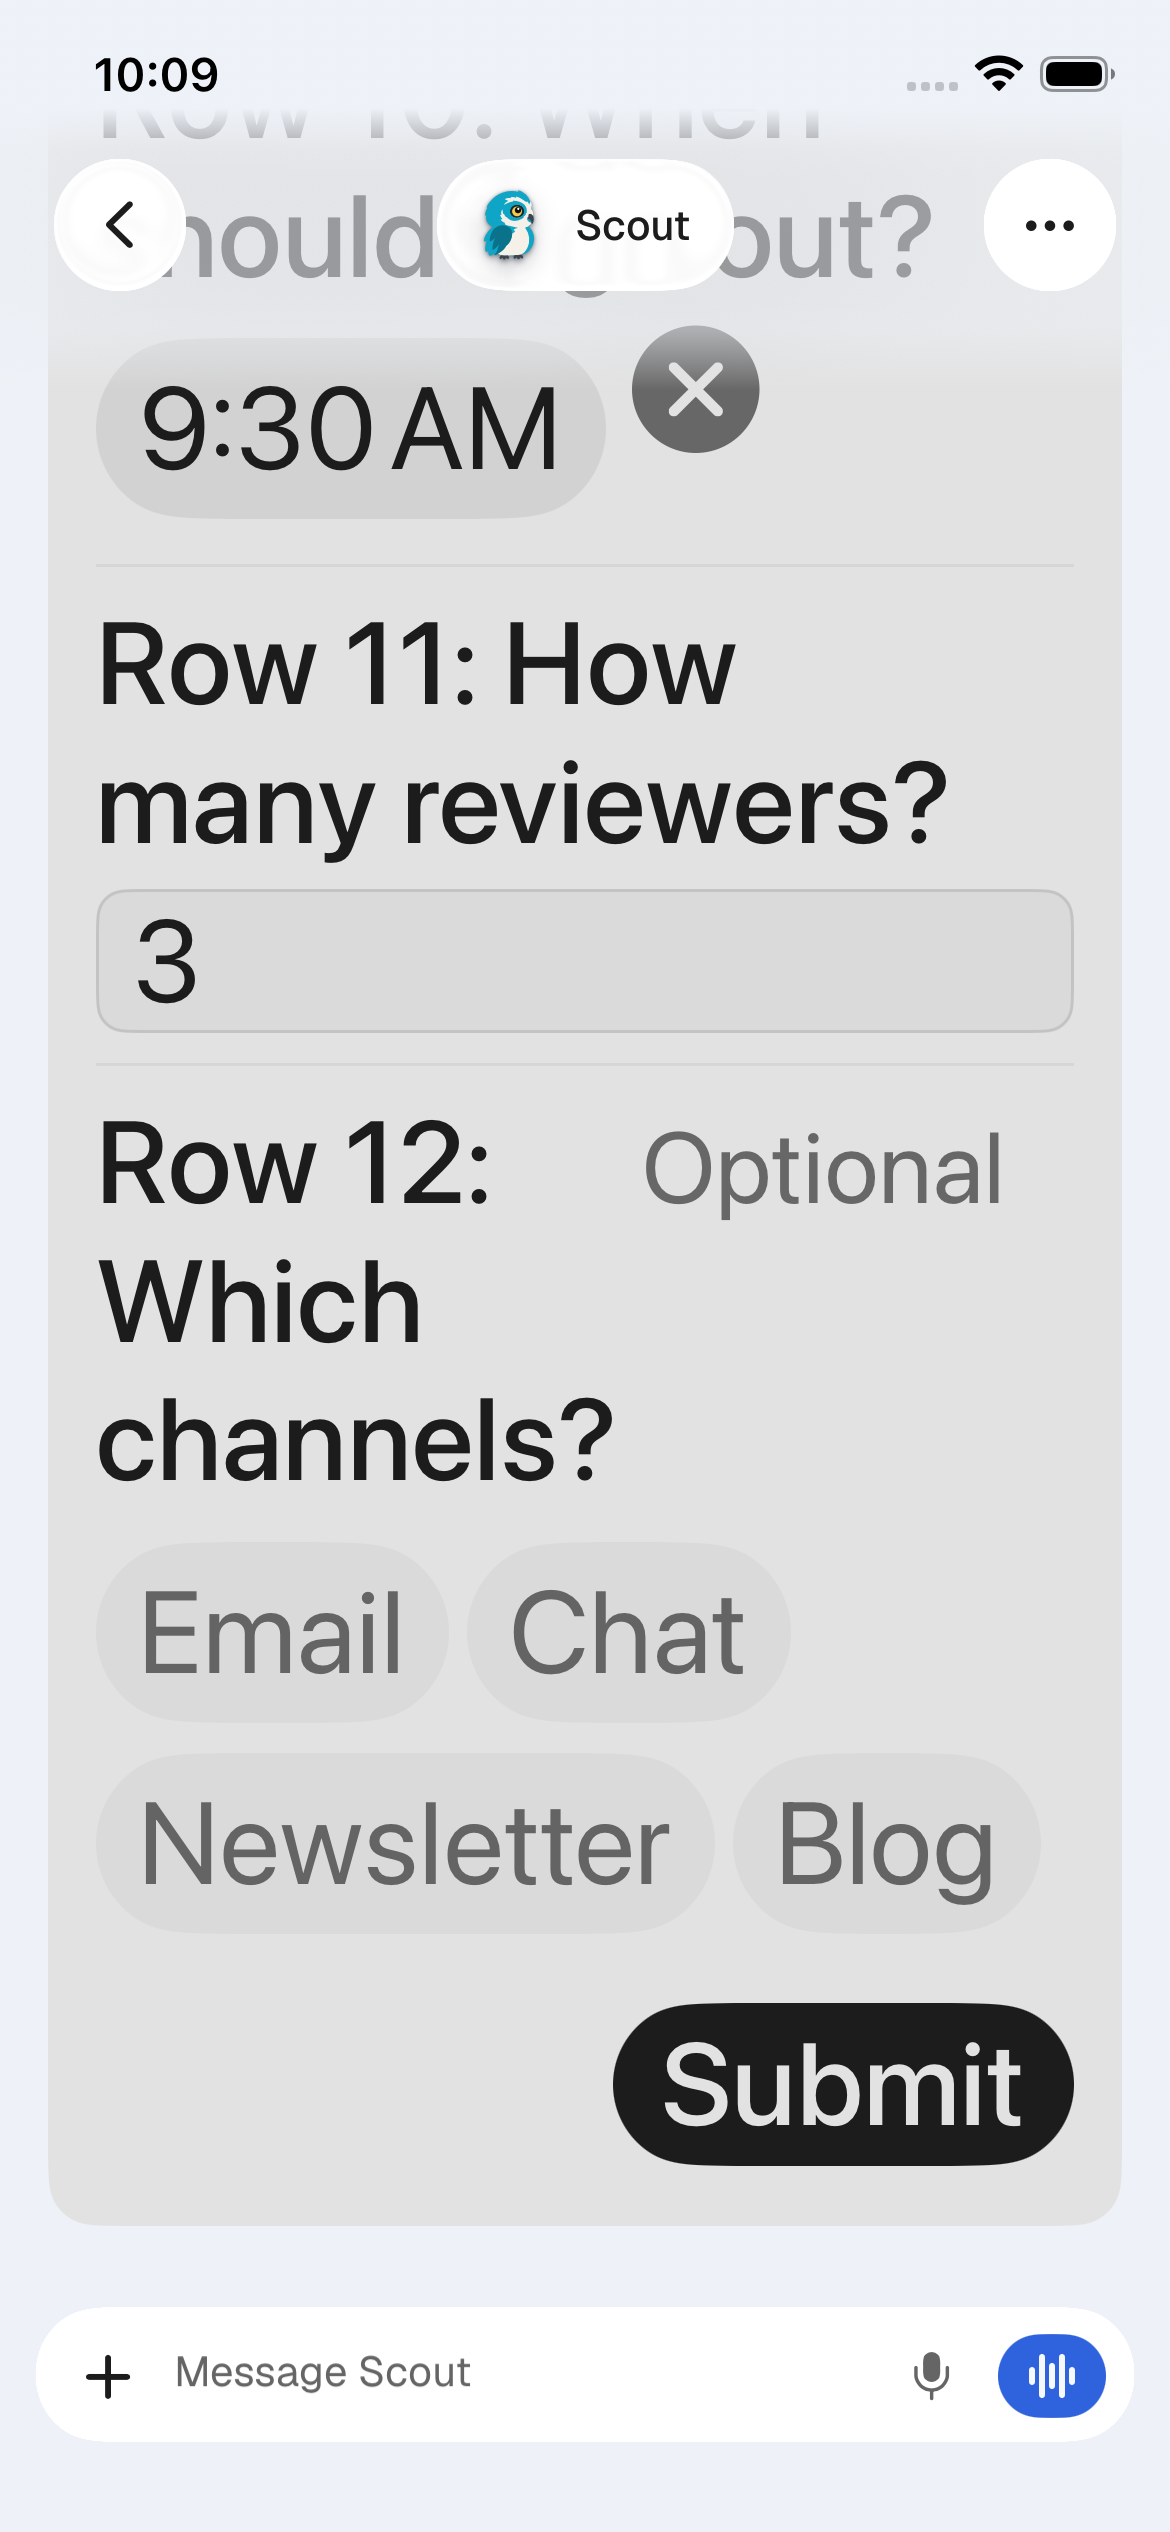 10:09
Scout
out?
9:30 AM
Row 11: How
many reviewers?
3
Row 12:
Which
channels?
Optional
Email
Chat
Newsletter
Blog
Submit
Message Scout